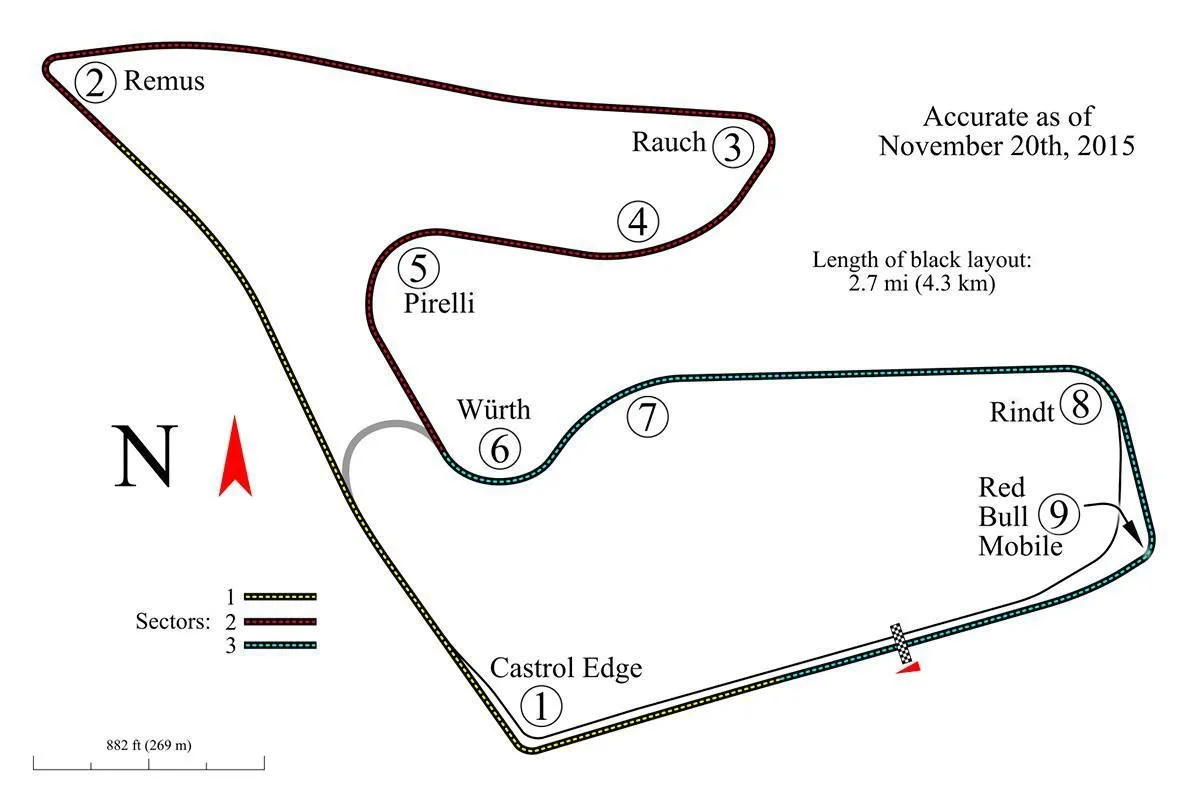 2 Remus
Accurate as of
November 20th, 2015
Rauch 3
4
5
Pirelli
Length of black layout:
2.7 mi (4.3 km)
Würth
6
7
Rindt 8
N
Red
Bull 9
Mobile
Sectors:
1
2
3
Castrol Edge
1
882 ft (269 m)